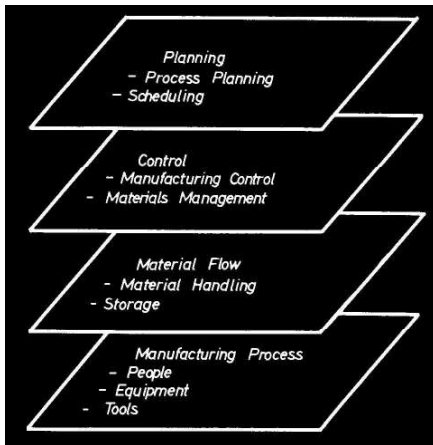 Planning
- Process Planning
- Scheduling
Control
- Manufacturing Control
- Materials Management
Material Flow
- Material Handling
- Storage
Manufacturing Process
- People
- Equipment
- Tools